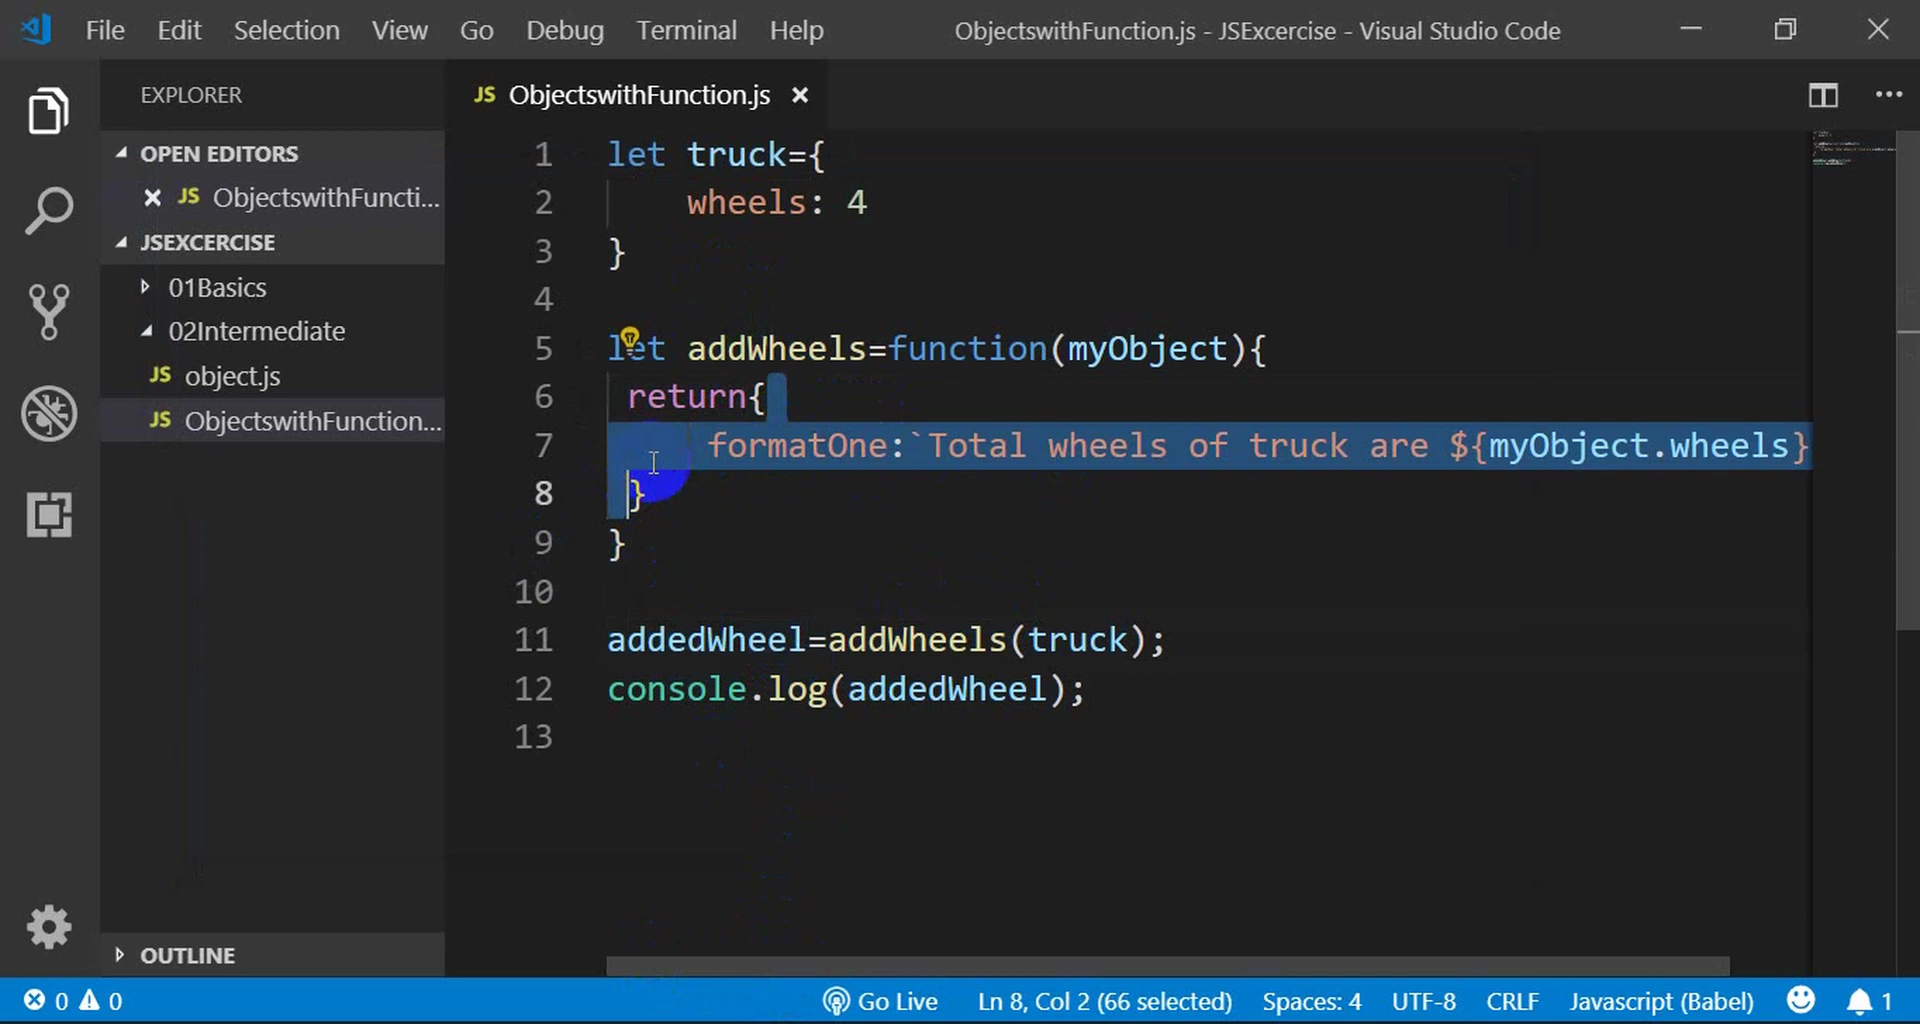 File Edit Selection View Go Debug Terminal Help ObjectswithFunction.js - JSExcercise - Visual Studio Code
EXPLORER
JS ObjectswithFunction.js
OPEN EDITORS
JS ObjectswithFuncti...
JSEXCERCISE
01Basics
02Intermediate
JS object.js
JS ObjectswithFunction...
OUTLINE
1 let truck={
2 wheels: 4
3 }
4
5 let addWheels=function(myObject){
6 return{
7 formatOne:`Total wheels of truck are ${myObject.wheels}
8 }
9 }
10
11 addedWheel=addWheels(truck);
12 console.log(addedWheel);
13
0 0 Go Live Ln 8, Col 2 (66 selected) Spaces: 4 UTF-8 CRLF Javascript (Babel) 1